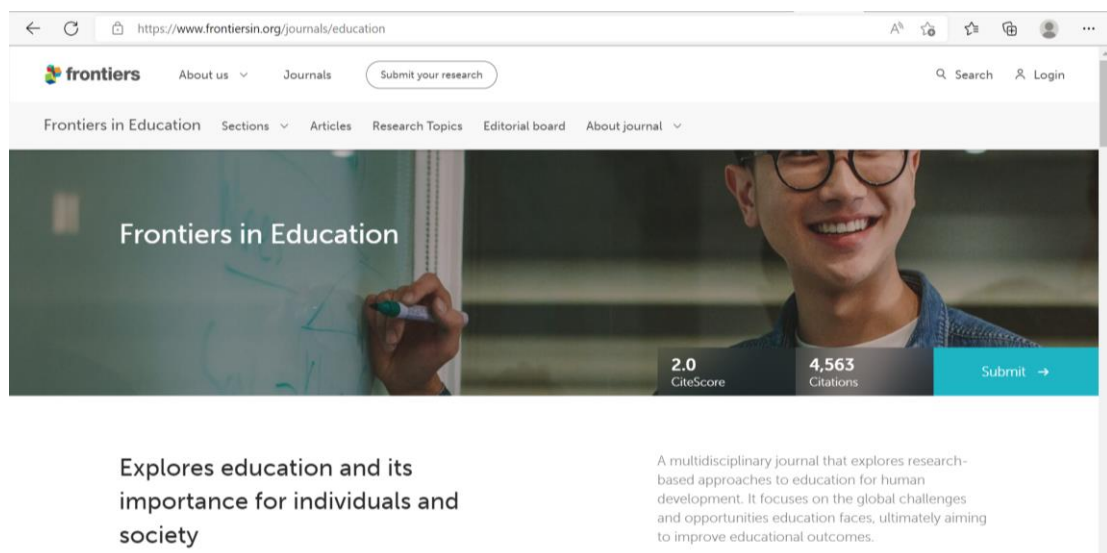 https://www.frontiersin.org/journals/education
frontiers About us Journals Submit your research Search Login
Frontiers in Education Sections Articles Research Topics Editorial board About journal
Frontiers in Education
2.0 4,563
CiteScore Citations Submit →
Explores education and its
importance for individuals and
society
A multidisciplinary journal that explores research-
based approaches to education for human
development. It focuses on the global challenges
and opportunities education faces, ultimately aiming
to improve educational outcomes.